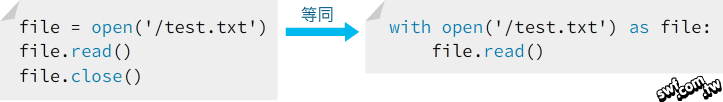 file = open('/test.txt')
file.read()
file.close()
等同
with open('/test.txt') as file:
    file.read()
swf.com.tw